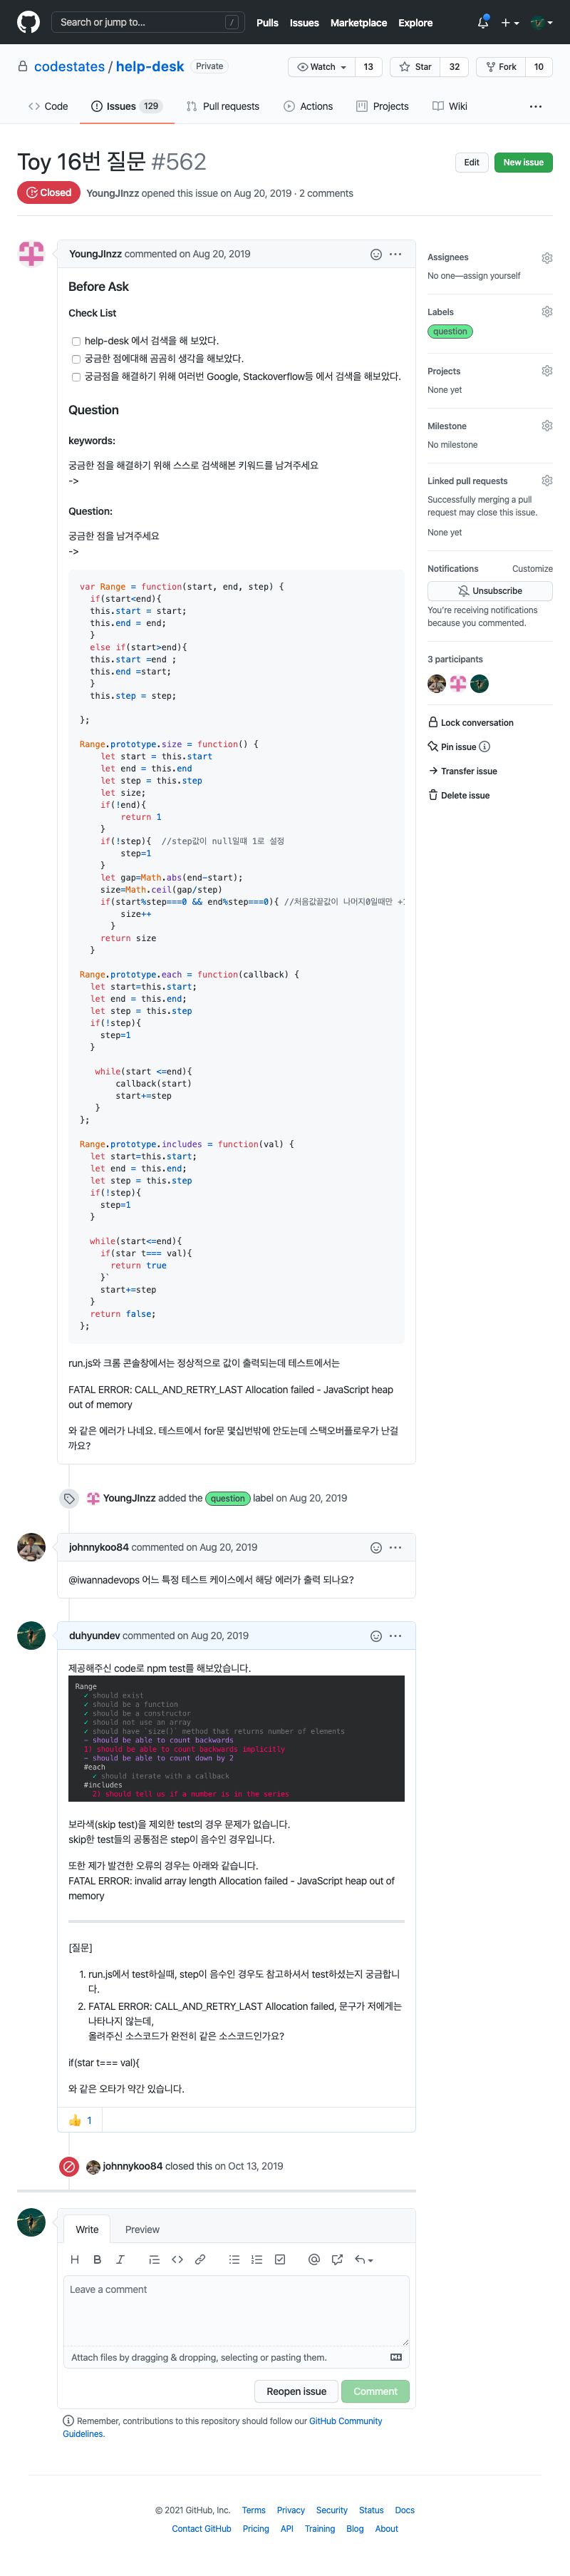 Search or jump to...
/
Pulls Issues Marketplace Explore
codestates / help-desk Private
Watch 13 Star 32 Fork 10
Code Issues 129 Pull requests Actions Projects Wiki ...
Toy 16번 질문 #562
Edit New issue
Closed YoungJInzz opened this issue on Aug 20, 2019 · 2 comments
YoungJInzz commented on Aug 20, 2019
Before Ask
Check List
help-desk 에서 검색을 해 보았다.
궁금한 점에대해 곰곰히 생각을 해보았다.
궁금점을 해결하기 위해 여러번 Google, Stackoverflow등 에서 검색을 해보았다.
Question
keywords:
궁금한 점을 해결하기 위해 스스로 검색해본 키워드를 남겨주세요
->
Question:
궁금한 점을 남겨주세요
->
var Range = function(start, end, step) {
if(start<end){
this.start = start;
this.end = end;
}
else if(start>end){
this.start =end ;
this.end =start;
}
this.step = step;
};
Range.prototype.size = function() {
let start = this.start
let end = this.end
let step = this.step
let size;
if(!end){
return 1
}
if(!step){ //step값이 null일때 1로 설정
step=1
}
let gap=Math.abs(end-start);
size=Math.ceil(gap/step)
if(start%step===0 && end%step===0){ //처음값끝값이 나머지0일때만 +1
size++
}
return size
}
Range.prototype.each = function(callback) {
let start=this.start;
let end = this.end;
let step = this.step
if(!step){
step=1
}
while(start <=end){
callback(start)
start+=step
}
};
Range.prototype.includes = function(val) {
let start=this.start;
let end = this.end;
let step = this.step
if(!step){
step=1
}
while(start<=end){
if(star t=== val){
return true
}`
start+=step
}
return false;
};
run.js와 크롬 콘솔창에서는 정상적으로 값이 출력되는데 테스트에서는
FATAL ERROR: CALL_AND_RETRY_LAST Allocation failed - JavaScript heap
out of memory
와 같은 에러가 나네요. 테스트에서 for문 몇십번밖에 안도는데 스택오버플로우가 난걸
까요?
YoungJInzz added the question label on Aug 20, 2019
johnnykoo84 commented on Aug 20, 2019
@iwannadevops 어느 특정 테스트 케이스에서 해당 에러가 출력 되나요?
duhyundev commented on Aug 20, 2019
제공해주신 code로 npm test를 해보았습니다.
Range
✓ should exist
✓ should be a function
✓ should be a constructor
✓ should not use an array
✓ should have `size()` method that returns number of elements
– should be able to count backwards
1) should be able to count backwards implicitly
– should be able to count down by 2
#each
✓ should iterate with a callback
#includes
2) should tell us if a number is in the series
보라색(skip test)을 제외한 test의 경우 문제가 없습니다.
skip한 test들의 공통점은 step이 음수인 경우입니다.
또한 제가 발견한 오류의 경우는 아래와 같습니다.
FATAL ERROR: invalid array length Allocation failed - JavaScript heap out of
memory
[질문]
1. run.js에서 test하실때, step이 음수인 경우도 참고하셔서 test하셨는지 궁금합니
다.
2. FATAL ERROR: CALL_AND_RETRY_LAST Allocation failed, 문구가 저에게는
나타나지 않는데,
올려주신 소스코드가 완전히 같은 소스코드인가요?
if(star t=== val){
와 같은 오타가 약간 있습니다.
👍 1
johnnykoo84 closed this on Oct 13, 2019
Write Preview
Leave a comment
Attach files by dragging & dropping, selecting or pasting them.
Reopen issue Comment
Remember, contributions to this repository should follow our GitHub Community
Guidelines.
Assignees
No one—assign yourself
Labels
question
Projects
None yet
Milestone
No milestone
Linked pull requests
Successfully merging a pull
request may close this issue.
None yet
Notifications Customize
Unsubscribe
You're receiving notifications
because you commented.
3 participants
Lock conversation
Pin issue
Transfer issue
Delete issue
© 2021 GitHub, Inc. Terms Privacy Security Status Docs
Contact GitHub Pricing API Training Blog About